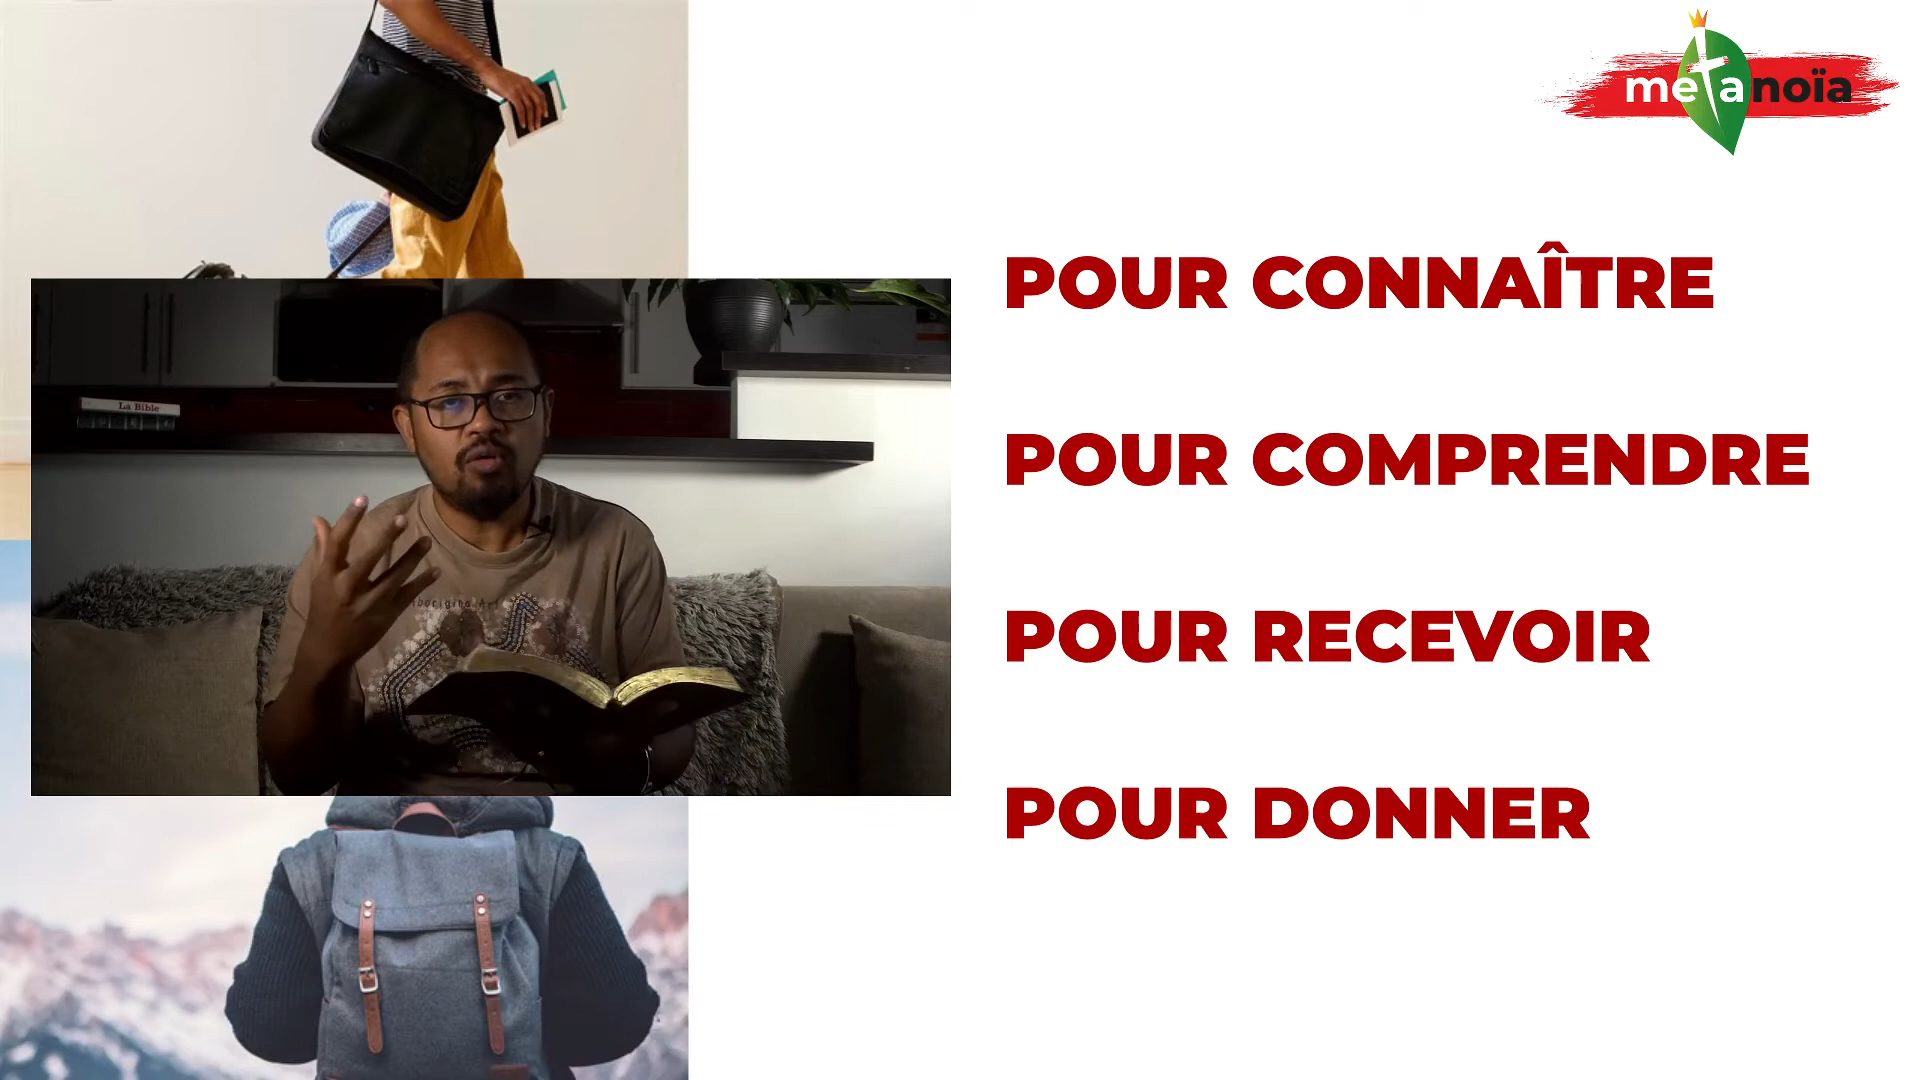 metanoïa
POUR CONNAÎTRE
La Bible
POUR COMPRENDRE
POUR RECEVOIR
POUR DONNER